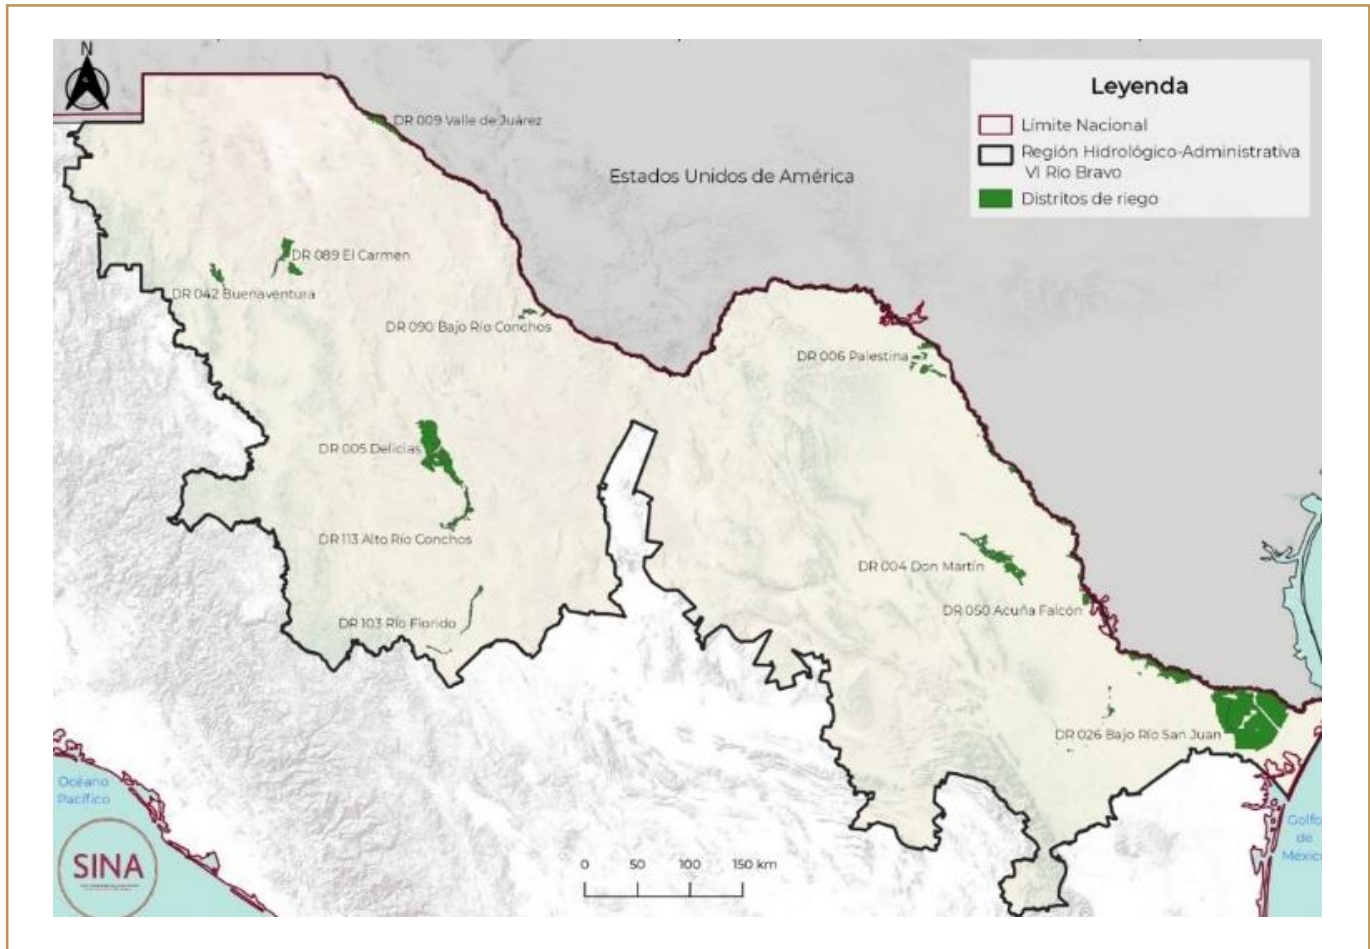 N
Leyenda
Límite Nacional
Región Hidrológico-Administrativa
VI Río Bravo
Distritos de riego
DR 009 Valle de Juárez
Estados Unidos de América
DR 089 El Carmen
DR 042 Buenaventura
DR 090 Bajo Río Conchos
DR 006 Palestina
DR 005 Delicias
DR 113 Alto Río Conchos
DR 004 Don Martín
DR 050 Acuña Falcón
DR 103 Río Florido
DR 026 Bajo Río San Juan
Océano
Pacífico
Golfo
de
México
SINA
0 50 100 150 km